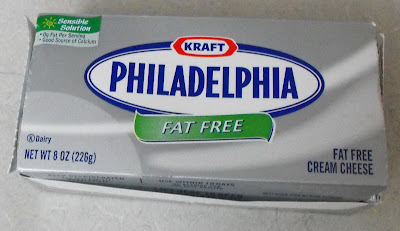 Sensible
Solution
• 0g Fat Per Serving
• Good Source of Calcium
KRAFT
PHILADELPHIA
FAT FREE
K Dairy
NET WT 8 OZ (226g)
FAT FREE
CREAM CHEESE